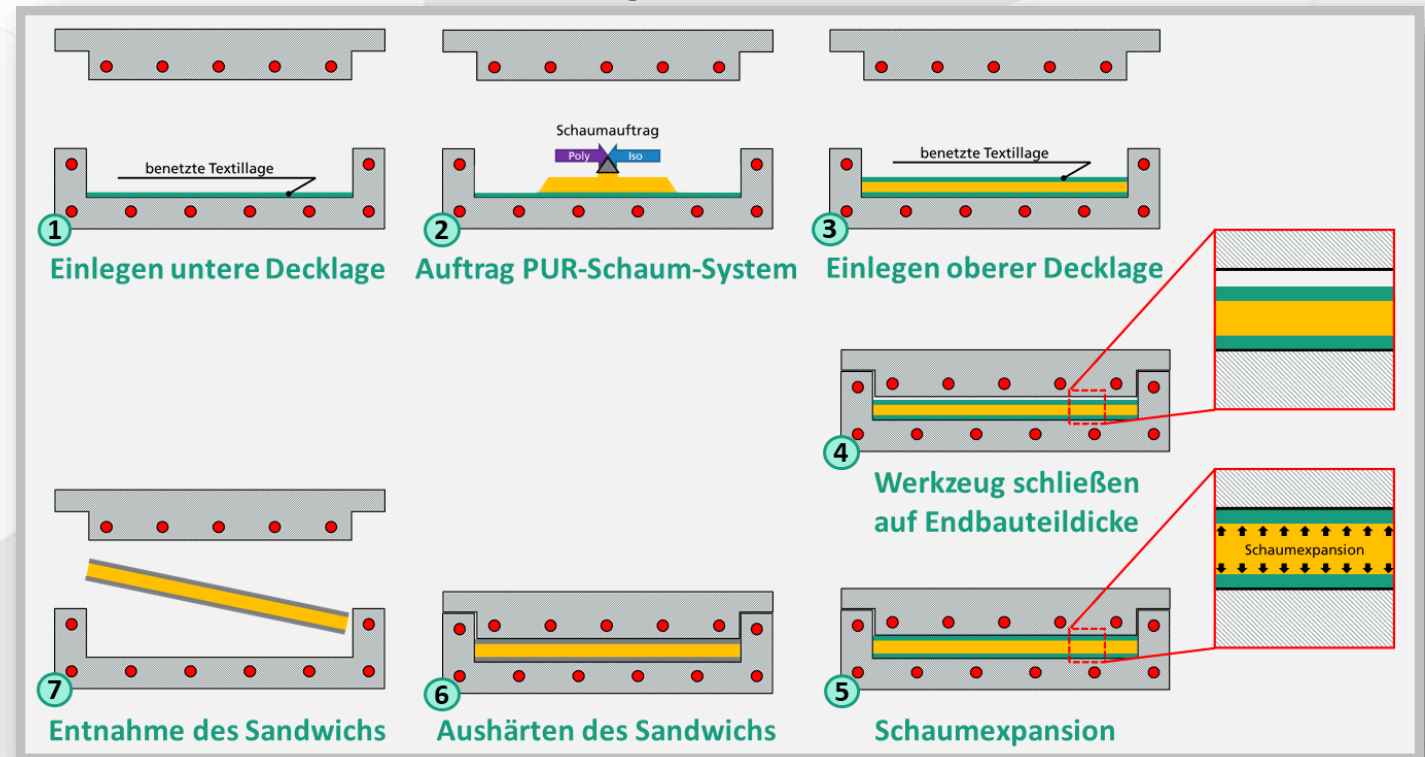 benetzte Textillage
1
Einlegen untere Decklage
Schaumauftrag
Poly
Iso
2
Auftrag PUR-Schaum-System
benetzte Textillage
3
Einlegen oberer Decklage
4
Werkzeug schließen
auf Endbauteildicke
Schaumexpansion
5
Schaumexpansion
6
Aushärten des Sandwichs
7
Entnahme des Sandwichs